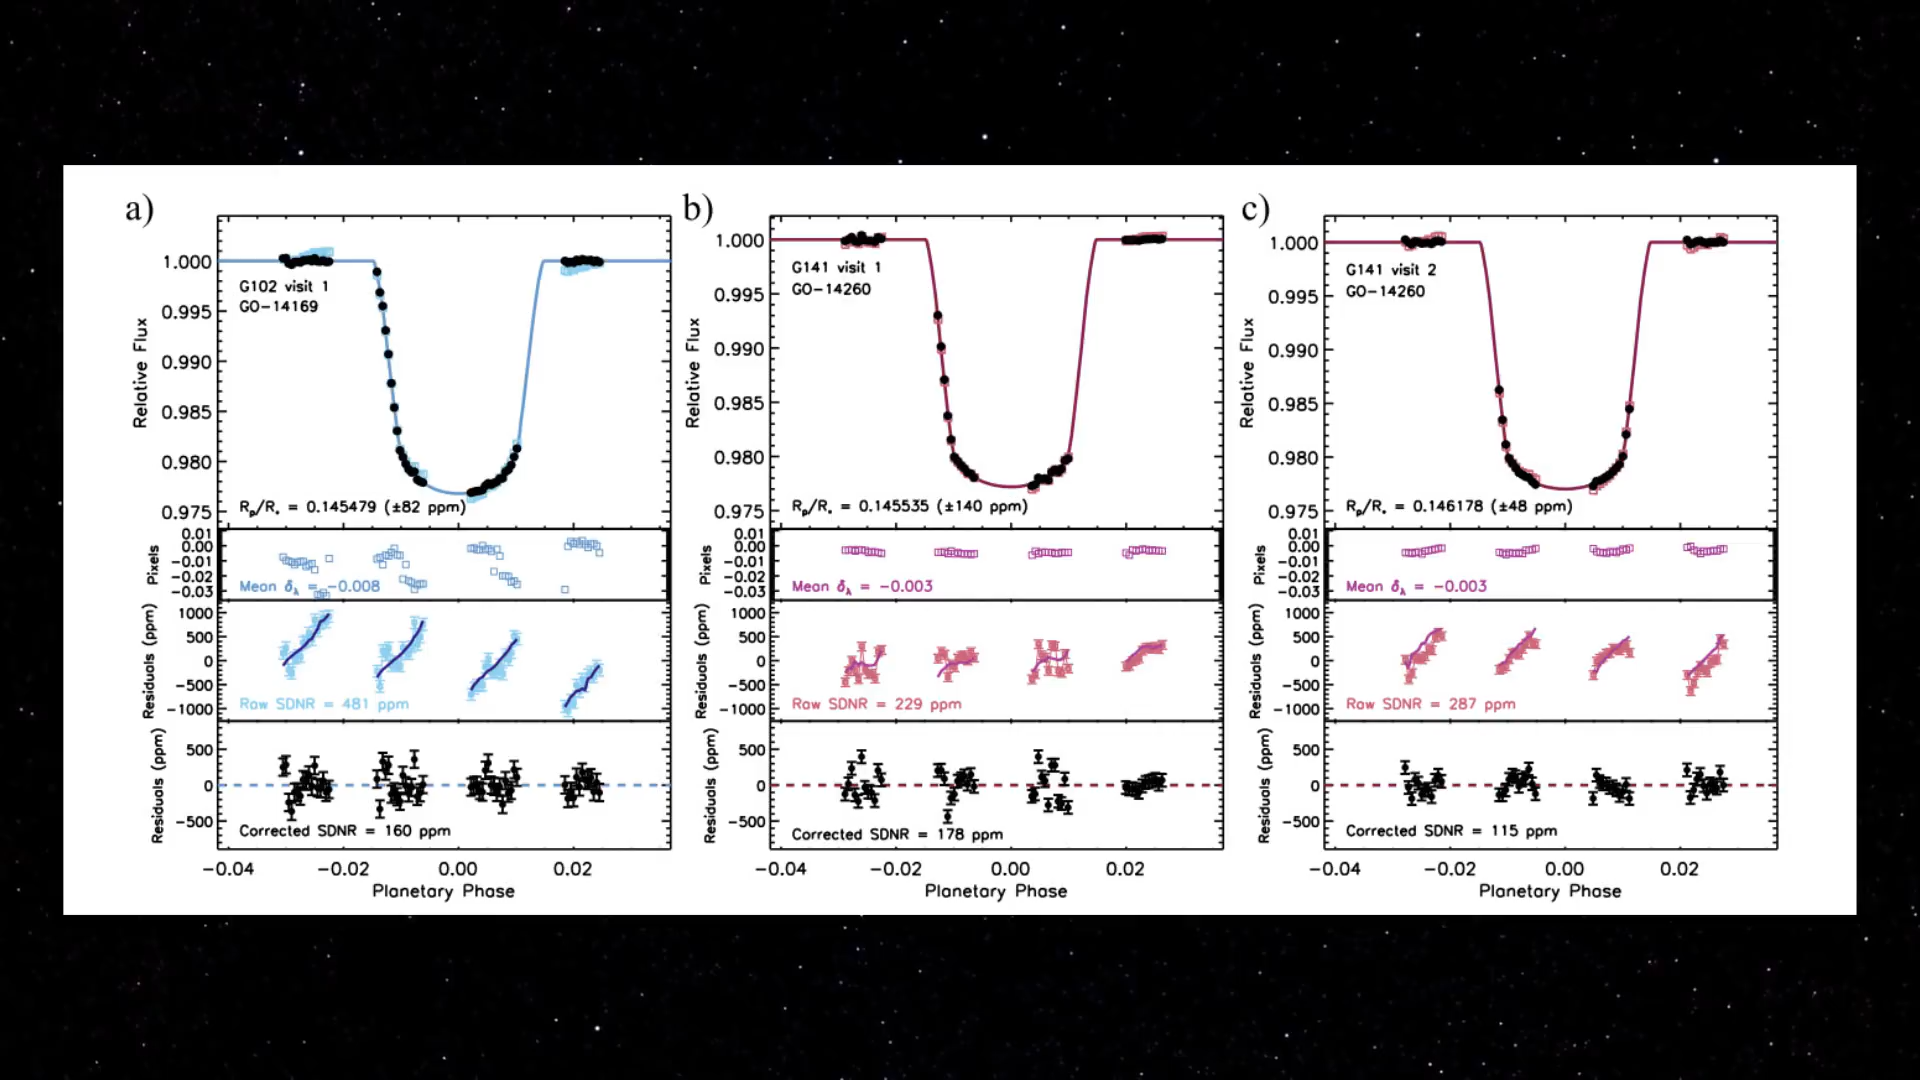 a)
1.000
0.995
0.990
0.985
0.980
0.975
Relative Flux
G102 visit 1
GO-14169
Rp/R* = 0.145479 (±82 ppm)
0.01
0.00
-0.01
-0.02
-0.03
Pixels
Mean δλ = -0.008
1000
500
0
-500
-1000
Residuals (ppm)
Raw SDNR = 481 ppm
500
0
-500
Residuals (ppm)
Corrected SDNR = 160 ppm
-0.04 -0.02 0.00 0.02
Planetary Phase
b)
1.000
0.995
0.990
0.985
0.980
0.975
Relative Flux
G141 visit 1
GO-14260
Rp/R* = 0.145535 (±140 ppm)
0.01
0.00
-0.01
-0.02
-0.03
Pixels
Mean δλ = -0.003
1000
500
0
-500
-1000
Residuals (ppm)
Raw SDNR = 229 ppm
500
0
-500
Residuals (ppm)
Corrected SDNR = 178 ppm
-0.04 -0.02 0.00 0.02
Planetary Phase
c)
1.000
0.995
0.990
0.985
0.980
0.975
Relative Flux
G141 visit 2
GO-14260
Rp/R* = 0.146178 (±48 ppm)
0.01
0.00
-0.01
-0.02
-0.03
Pixels
Mean δλ = -0.003
1000
500
0
-500
-1000
Residuals (ppm)
Raw SDNR = 287 ppm
500
0
-500
Residuals (ppm)
Corrected SDNR = 115 ppm
-0.04 -0.02 0.00 0.02
Planetary Phase